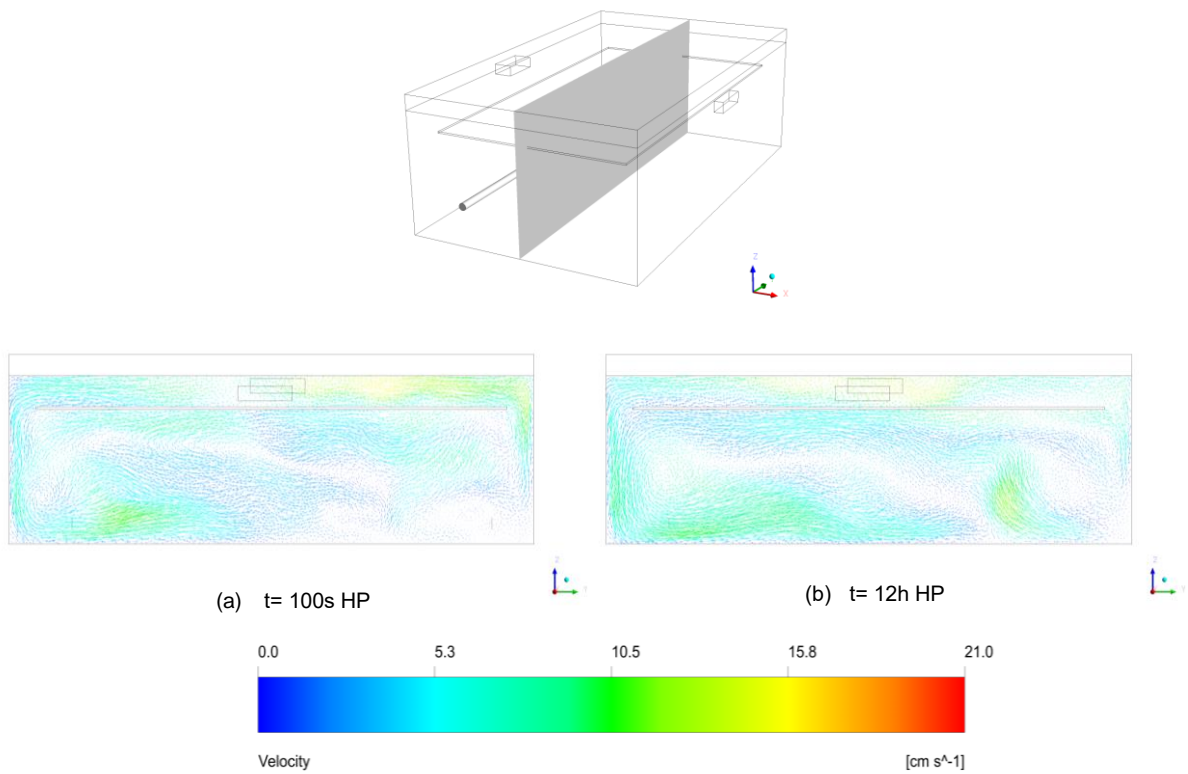 Z
X
Z
Y
Z
Y
(a) t= 100s HP
(b) t= 12h HP
0.0 5.3 10.5 15.8 21.0
Velocity [cm s^-1]